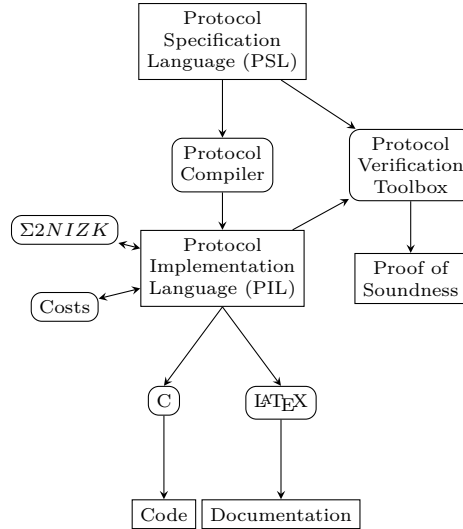 Protocol
Specification
Language (PSL)
Protocol
Compiler
Protocol
Verification
Toolbox
Σ2NIZK
Protocol
Implementation
Language (PIL)
Proof of
Soundness
Costs
C
LATEX
Code
Documentation